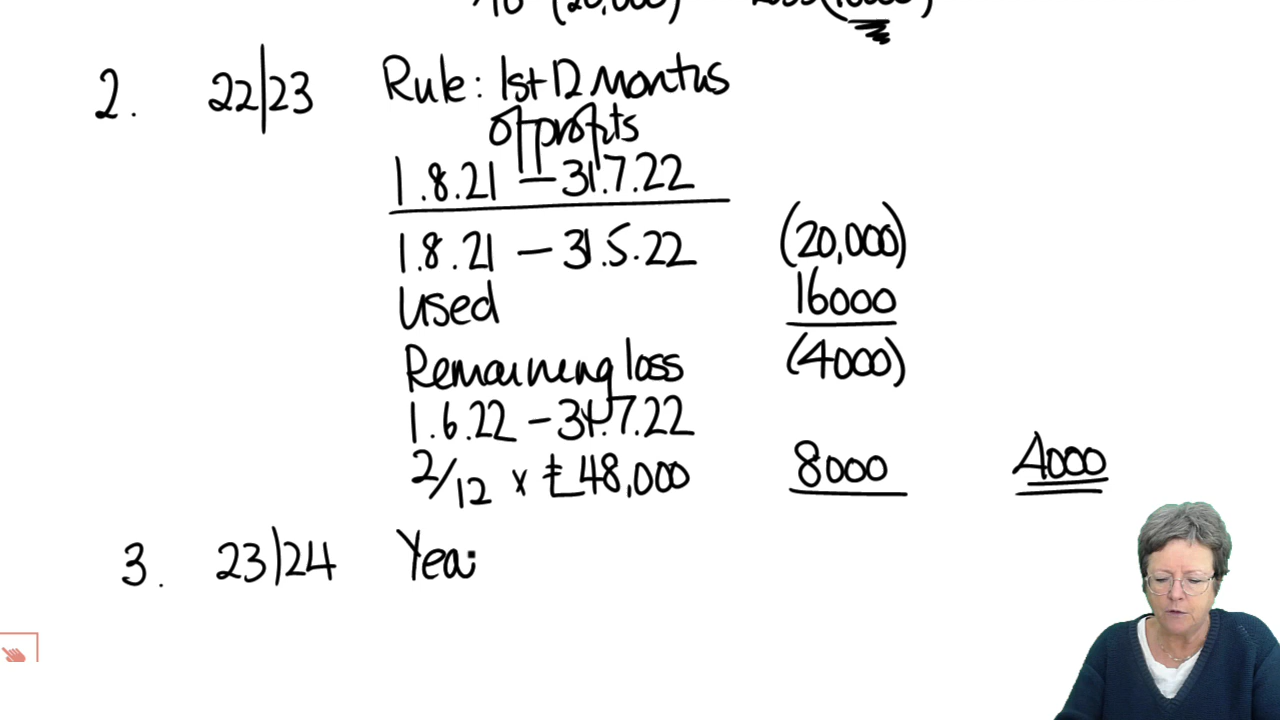 (20,000)
2. 22|23 Rule: 1st 12 months
of profits
1.8.21 – 31.7.22
1.8.21 – 31.5.22 (20,000)
Used 16000
Remaining loss (4000)
1.6.22 – 31.7.22
2/12 x £48,000 8000 4000
3. 23|24 Yea